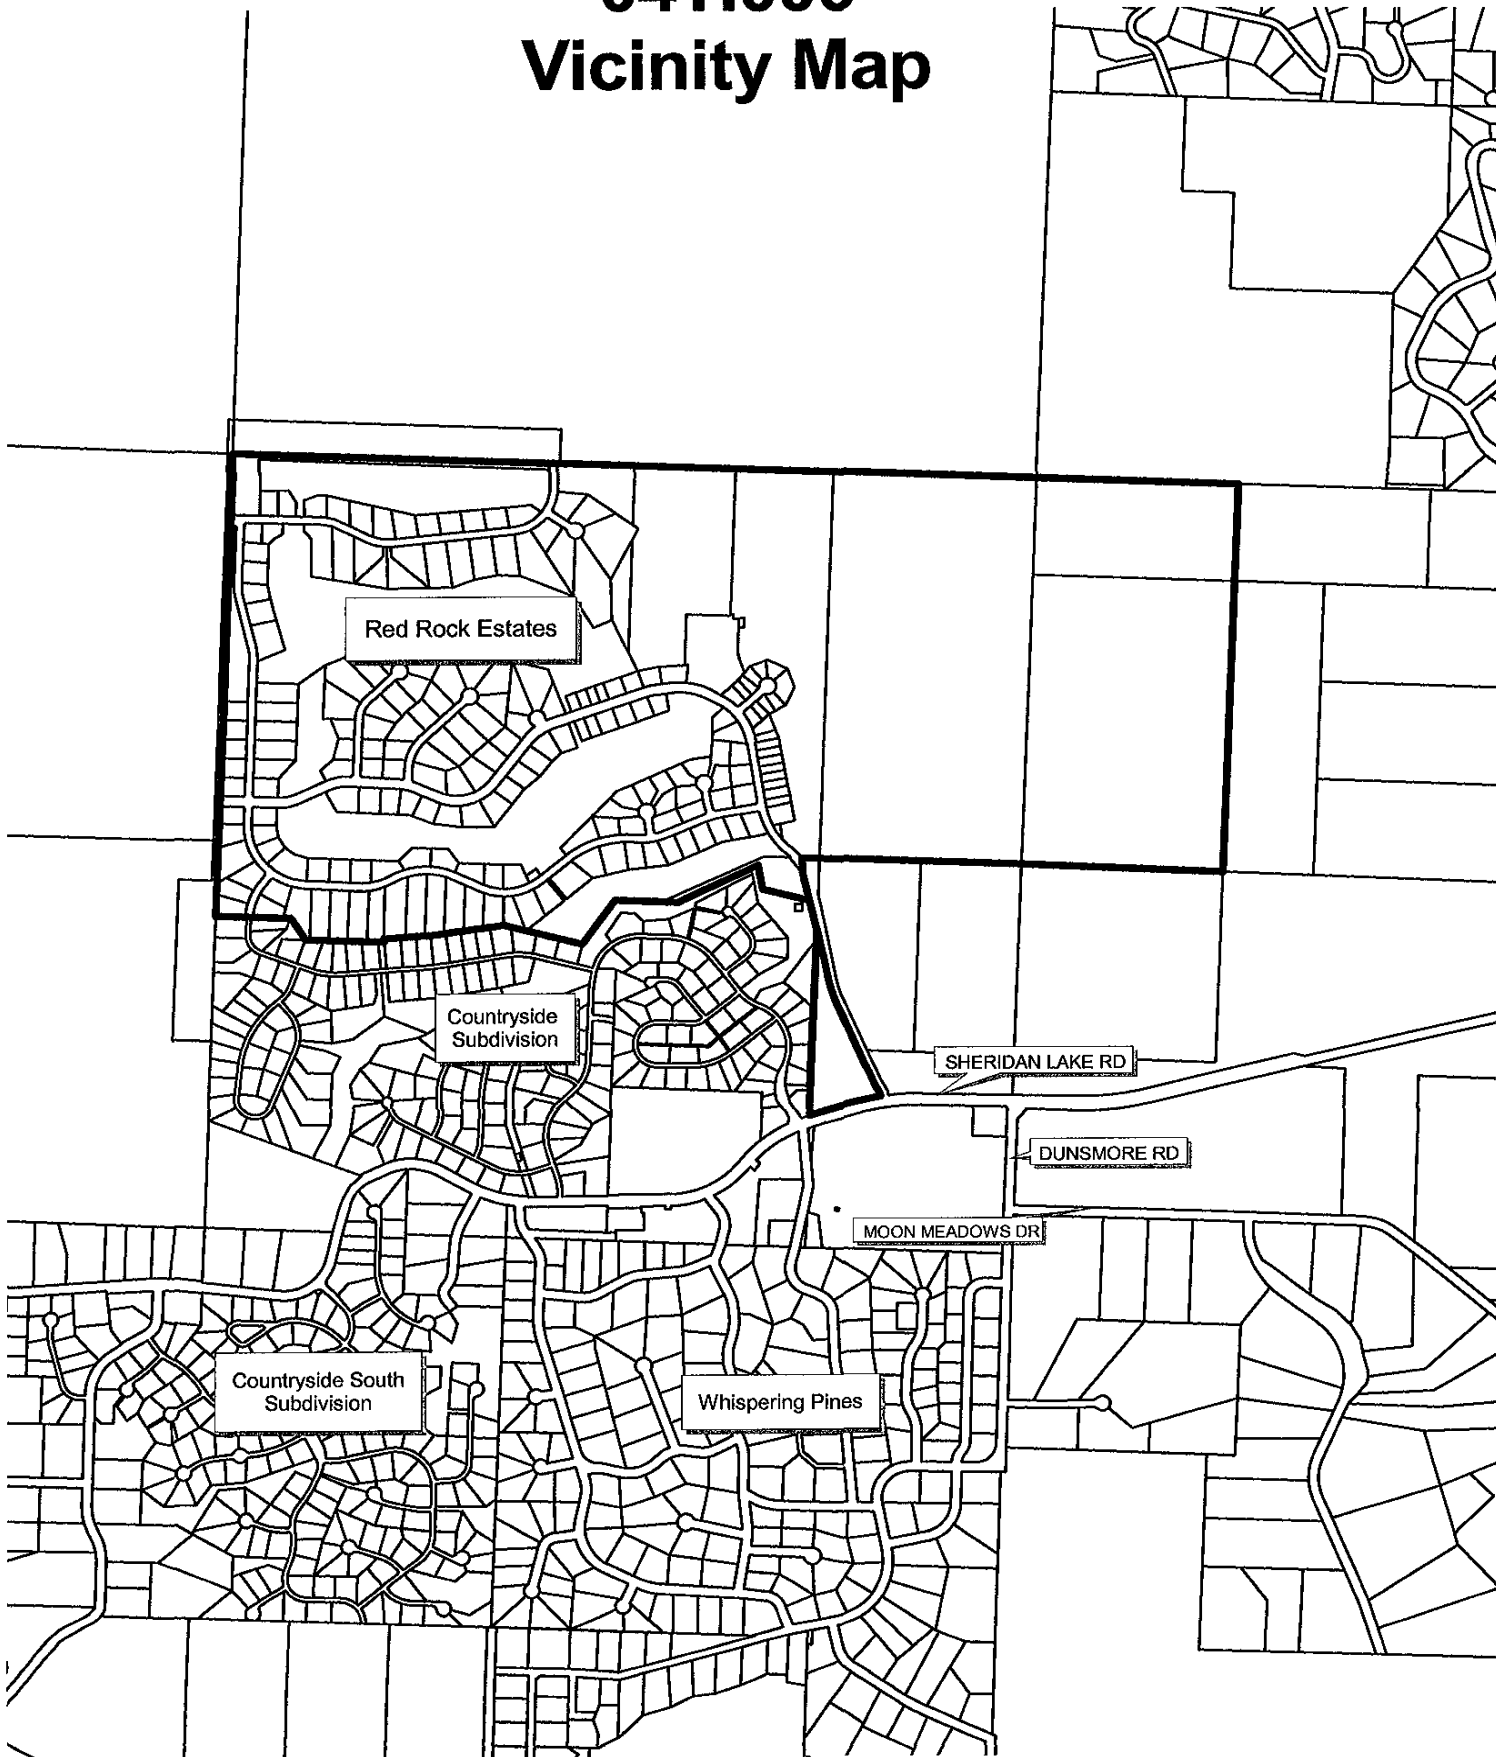 Vicinity Map
Red Rock Estates
Countryside
Subdivision
SHERIDAN LAKE RD
DUNSMORE RD
MOON MEADOWS DR
Countryside South
Subdivision
Whispering Pines